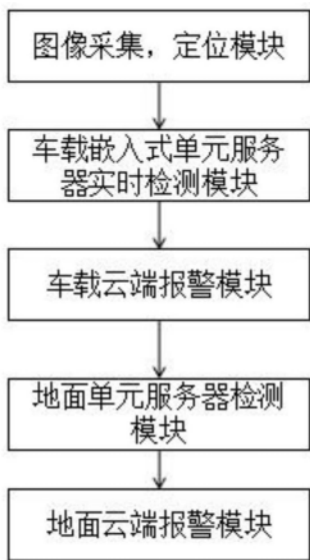 图像采集，定位模块
车载嵌入式单元服务
器实时检测模块
车载云端报警模块
地面单元服务器检测
模块
地面云端报警模块